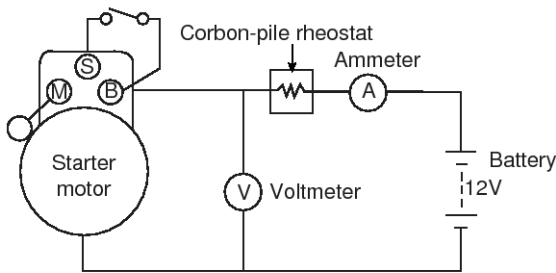 Corbon-pile rheostat
Ammeter
S
M
B
A
Starter
motor
V
Voltmeter
Battery
12V